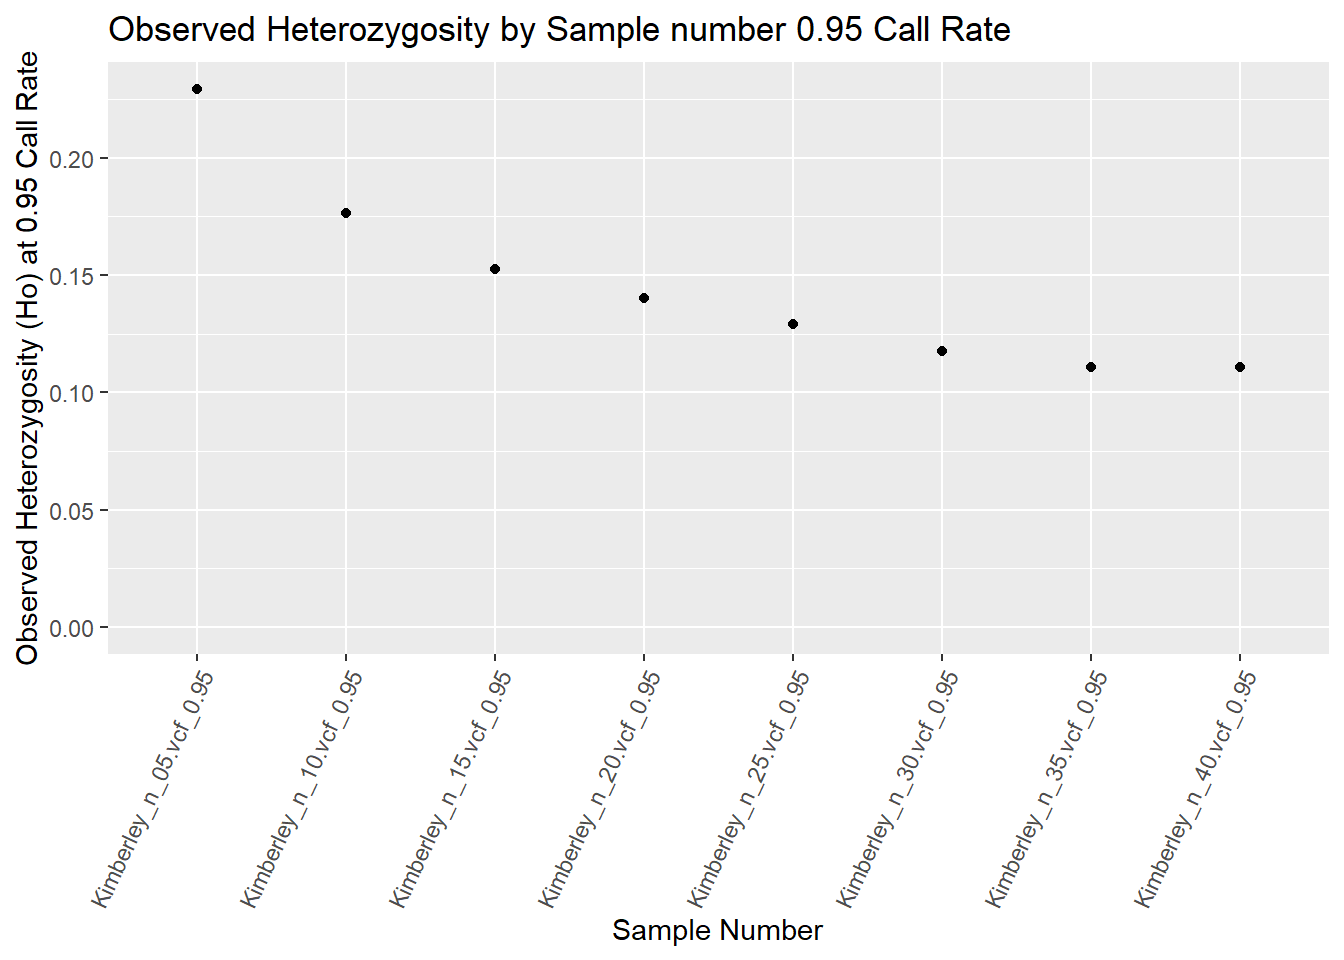 Observed Heterozygosity by Sample number 0.95 Call Rate
Observed Heterozygosity (Ho) at 0.95 Call Rate
0.20
0.15
0.10
0.05
0.00
Kimberley_n_05.vcf_0.95
Kimberley_n_10.vcf_0.95
Kimberley_n_15.vcf_0.95
Kimberley_n_20.vcf_0.95
Kimberley_n_25.vcf_0.95
Kimberley_n_30.vcf_0.95
Kimberley_n_35.vcf_0.95
Kimberley_n_40.vcf_0.95
Sample Number